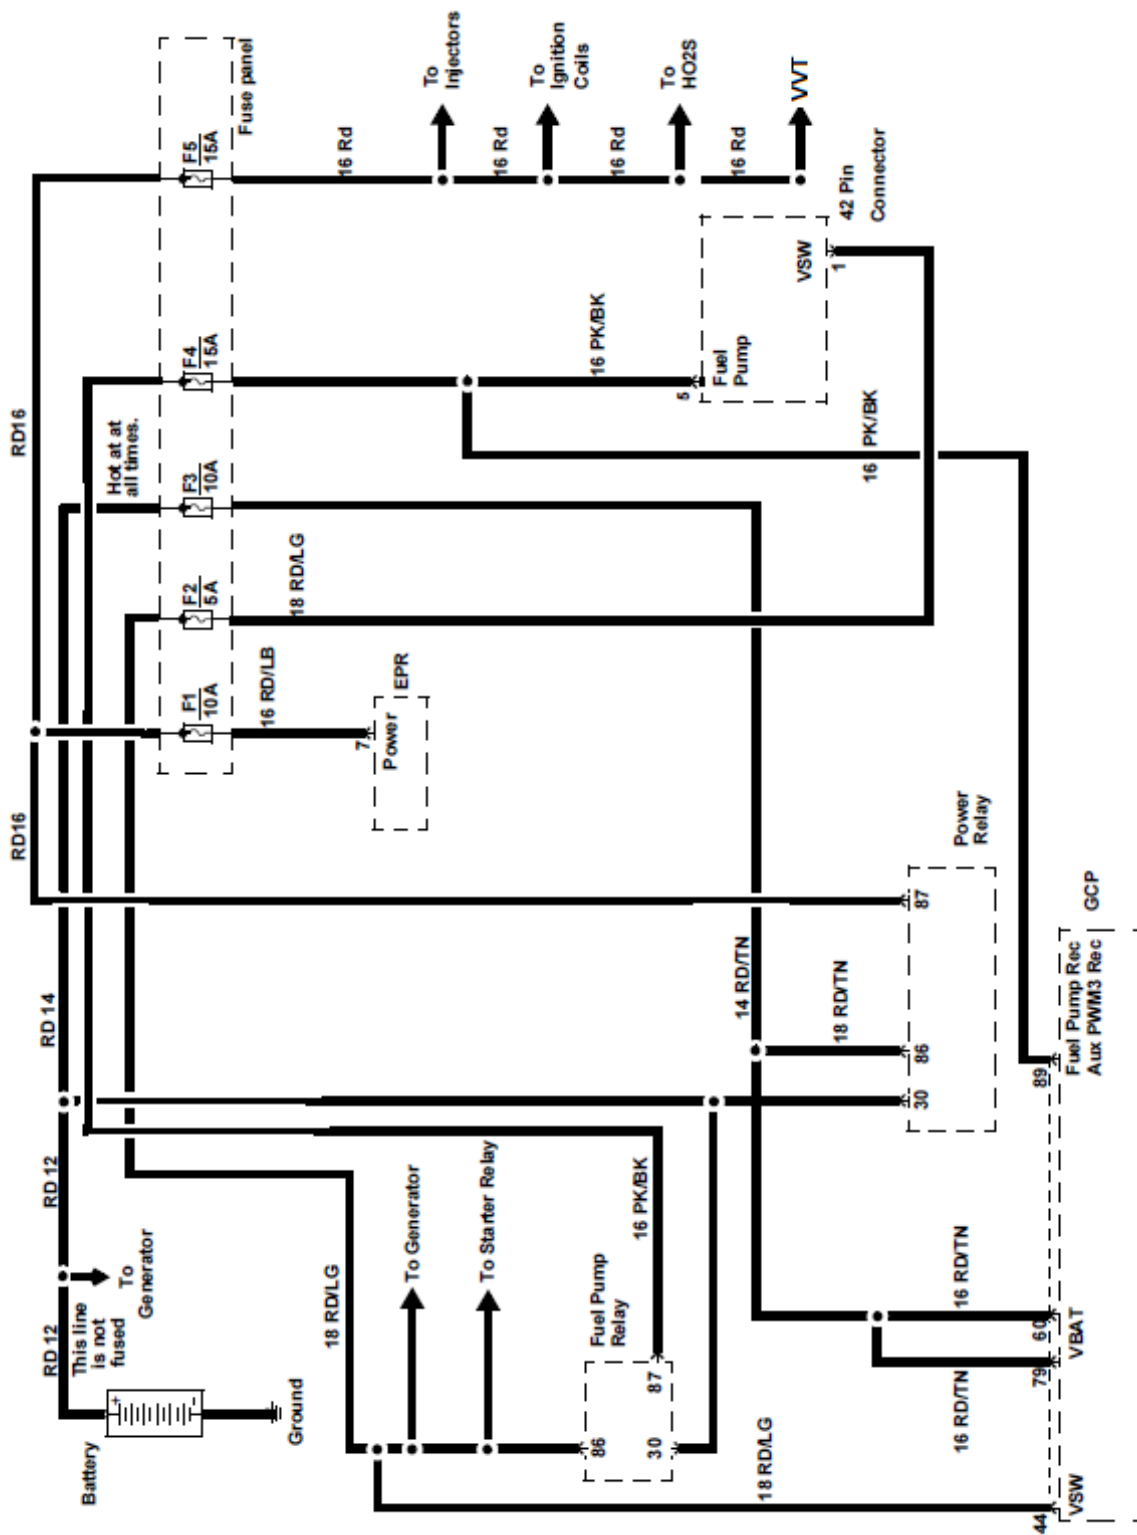 Battery
Ground
RD 12
This line
is not
fused
To
Generator
RD 12
RD 14
RD16
RD16
Hot at at
all times.
Fuse panel
F1
10A
F2
5A
F3
10A
F4
15A
F5
15A
16 RD/LB
18 RD/LG
16 Rd
To
Injectors
16 Rd
To
Ignition
Coils
16 Rd
To
HO2S
16 Rd
VVT
7
Power
EPR
16 PK/BK
5
Fuel
Pump
VSW
1
42 Pin
Connector
16 PK/BK
18 RD/LG
To Generator
To Starter Relay
16 PK/BK
Fuel Pump
Relay
86
30
87
14 RD/TN
18 RD/TN
30
86
87
Power
Relay
18 RD/LG
16 RD/TN
16 RD/TN
44
VSW
79
60
VBAT
89
Fuel Pump Rec
Aux PWM3 Rec
GCP
+
-